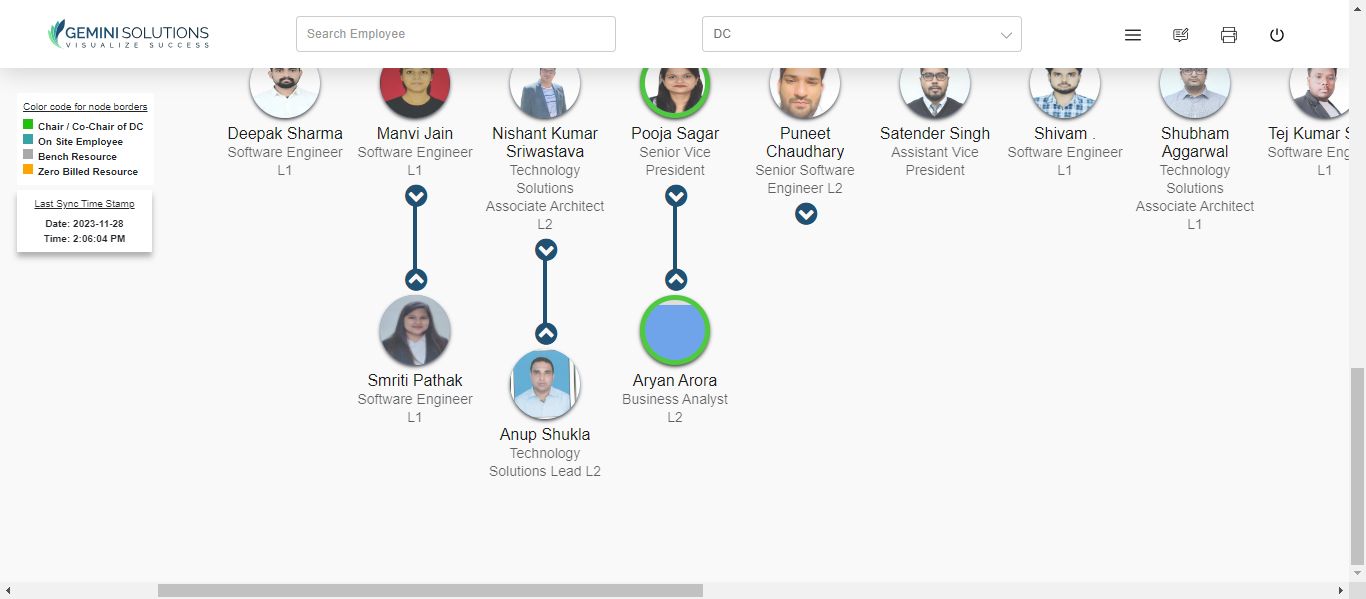 GEMINI SOLUTIONS
VISUALIZE SUCCESS
Search Employee
DC
Color code for node borders
Chair / Co-Chair of DC
On Site Employee
Bench Resource
Zero Billed Resource
Last Sync Time Stamp
Date: 2023-11-28
Time: 2:06:04 PM
Deepak Sharma
Software Engineer
L1
Manvi Jain
Software Engineer
L1
Nishant Kumar
Sriwastava
Technology
Solutions
Associate Architect
L2
Pooja Sagar
Senior Vice
President
Puneet
Chaudhary
Senior Software
Engineer L2
Satender Singh
Assistant Vice
President
Shivam .
Software Engineer
L1
Shubham
Aggarwal
Technology
Solutions
Associate Architect
L1
Tej Kumar S
Software Eng
L1
Smriti Pathak
Software Engineer
L1
Anup Shukla
Technology
Solutions Lead L2
Aryan Arora
Business Analyst
L2